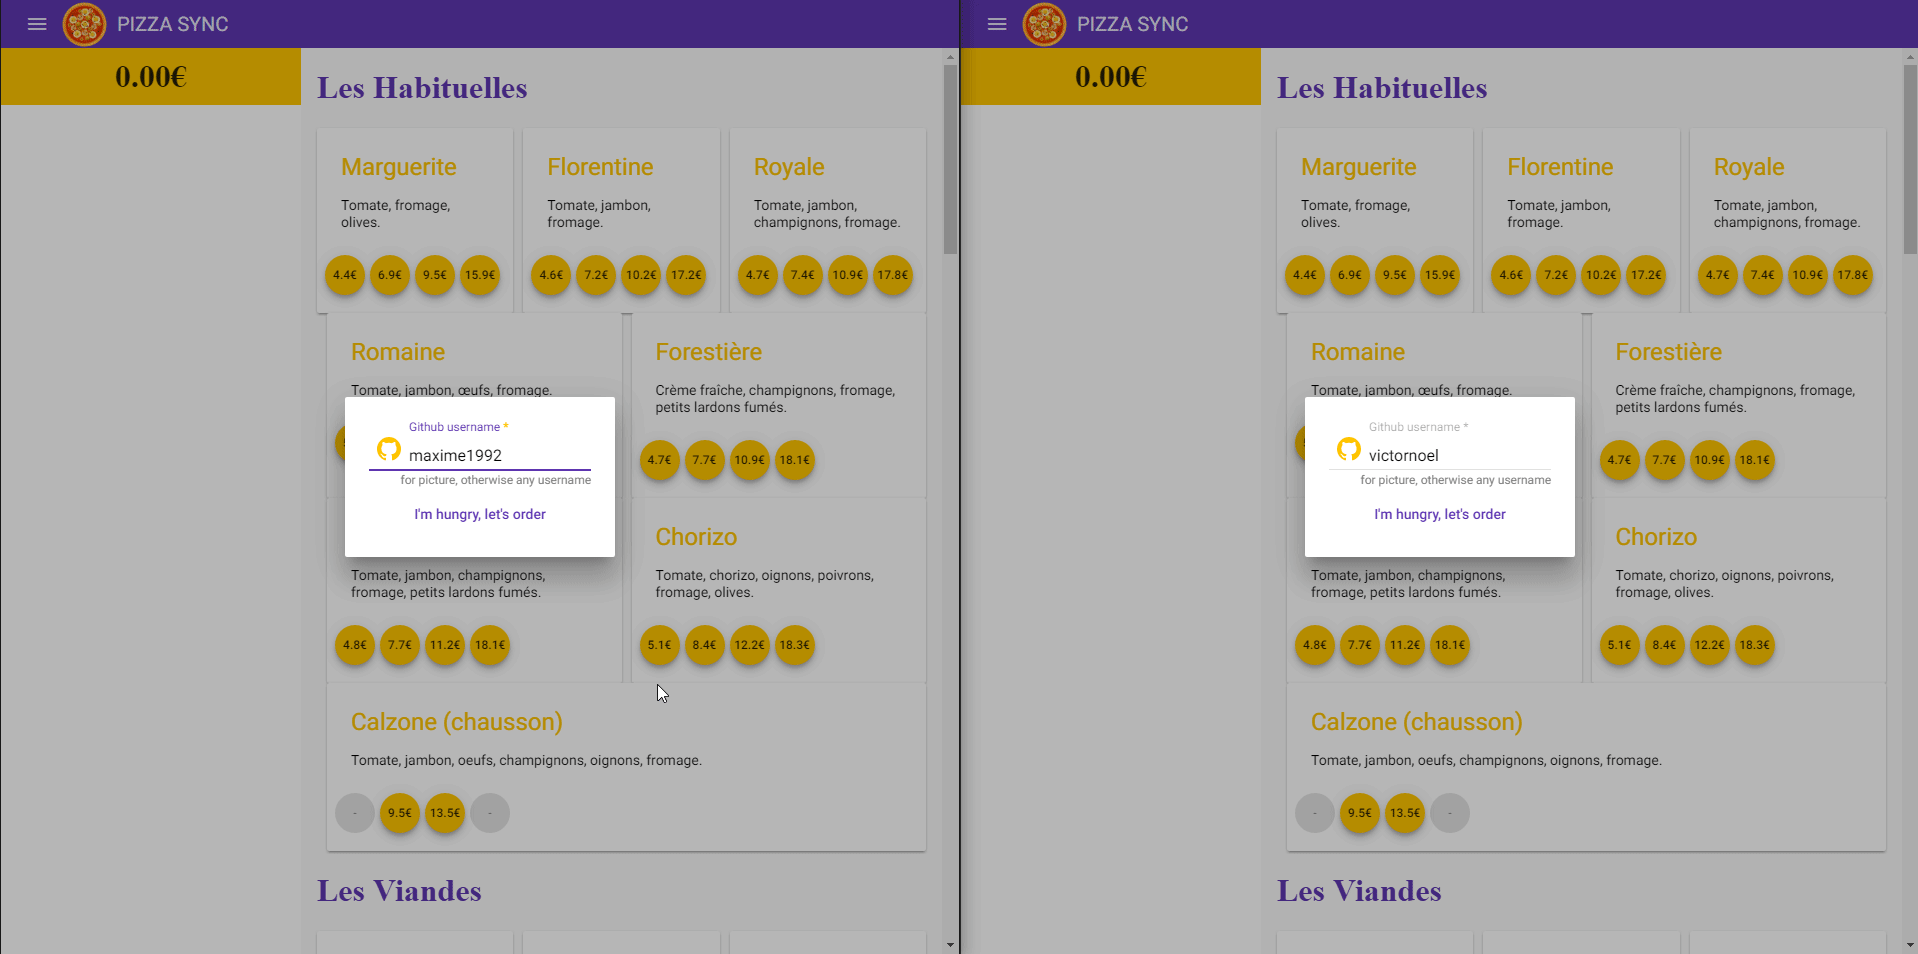 PIZZA SYNC
0.00€
Les Habituelles
Marguerite
Tomate, fromage,
olives.
4.4€ 6.9€ 9.5€ 15.9€
Florentine
Tomate, jambon,
fromage.
4.6€ 7.2€ 10.2€ 17.2€
Royale
Tomate, jambon,
champignons, fromage.
4.7€ 7.4€ 10.9€ 17.8€
Romaine
Tomate, jambon, œufs, fromage.
Forestière
Crème fraîche, champignons, fromage,
petits lardons fumés.
4.7€ 7.7€ 10.9€ 18.1€
Github username *
maxime1992
for picture, otherwise any username
I'm hungry, let's order
Tomate, jambon, champignons,
fromage, petits lardons fumés.
4.8€ 7.7€ 11.2€ 18.1€
Chorizo
Tomate, chorizo, oignons, poivrons,
fromage, olives.
5.1€ 8.4€ 12.2€ 18.3€
Calzone (chausson)
Tomate, jambon, oeufs, champignons, oignons, fromage.
- 9.5€ 13.5€ -
Les Viandes
PIZZA SYNC
0.00€
Les Habituelles
Marguerite
Tomate, fromage,
olives.
4.4€ 6.9€ 9.5€ 15.9€
Florentine
Tomate, jambon,
fromage.
4.6€ 7.2€ 10.2€ 17.2€
Royale
Tomate, jambon,
champignons, fromage.
4.7€ 7.4€ 10.9€ 17.8€
Romaine
Tomate, jambon, œufs, fromage.
Forestière
Crème fraîche, champignons, fromage,
petits lardons fumés.
4.7€ 7.7€ 10.9€ 18.1€
Github username *
victornoel
for picture, otherwise any username
I'm hungry, let's order
Tomate, jambon, champignons,
fromage, petits lardons fumés.
4.8€ 7.7€ 11.2€ 18.1€
Chorizo
Tomate, chorizo, oignons, poivrons,
fromage, olives.
5.1€ 8.4€ 12.2€ 18.3€
Calzone (chausson)
Tomate, jambon, oeufs, champignons, oignons, fromage.
- 9.5€ 13.5€ -
Les Viandes